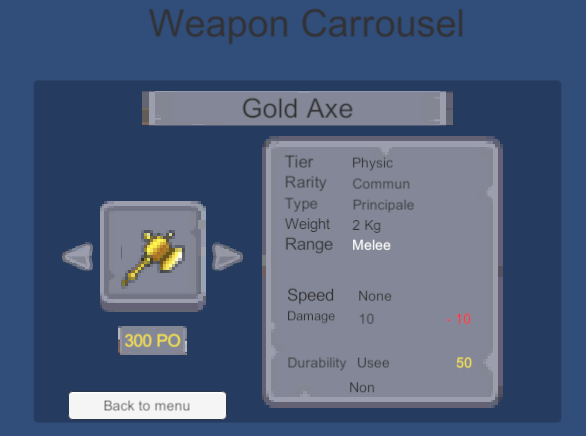 Weapon Carrousel
Gold Axe
Tier Physic
Rarity Commun
Type Principale
Weight 2 Kg
Range Melee
Speed None
Damage 10 - 10
Durability Usee 50
Non
300 PO
Back to menu